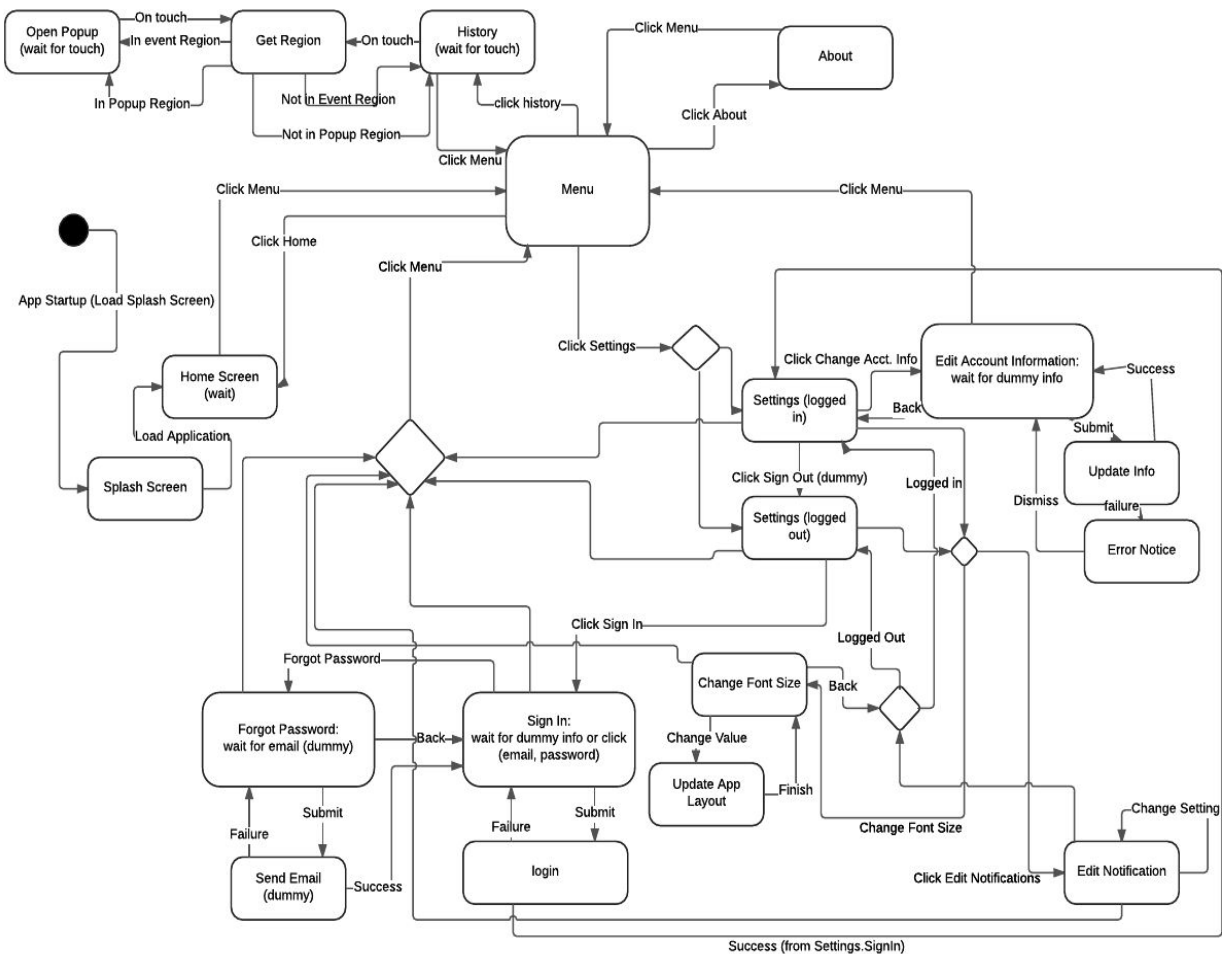 On touch
Open Popup
(wait for touch)
In event Region
Get Region
On touch
History
(wait for touch)
Click Menu
About
In Popup Region
Not in Event Region
click history
Click About
Not in Popup Region
Click Menu
Click Menu
Menu
Click Menu
Click Home
Click Menu
App Startup (Load Splash Screen)
Click Settings
Click Change Acct. Info
Edit Account Information:
wait for dummy info
Success
Home Screen
(wait)
Settings (logged
in)
Back
Submit
Load Application
Splash Screen
Click Sign Out (dummy)
Logged in
Update Info
Dismiss
failure
Settings (logged
out)
Error Notice
Click Sign In
Logged Out
Forgot Password
Change Font Size
Back
Forgot Password:
wait for email (dummy)
Back
Sign In:
wait for dummy info or click
(email, password)
Change Value
Update App
Layout
Finish
Failure
Submit
Failure
Submit
Change Font Size
Change Setting
Send Email
(dummy)
Success
login
Click Edit Notifications
Edit Notification
Success (from Settings.SignIn)